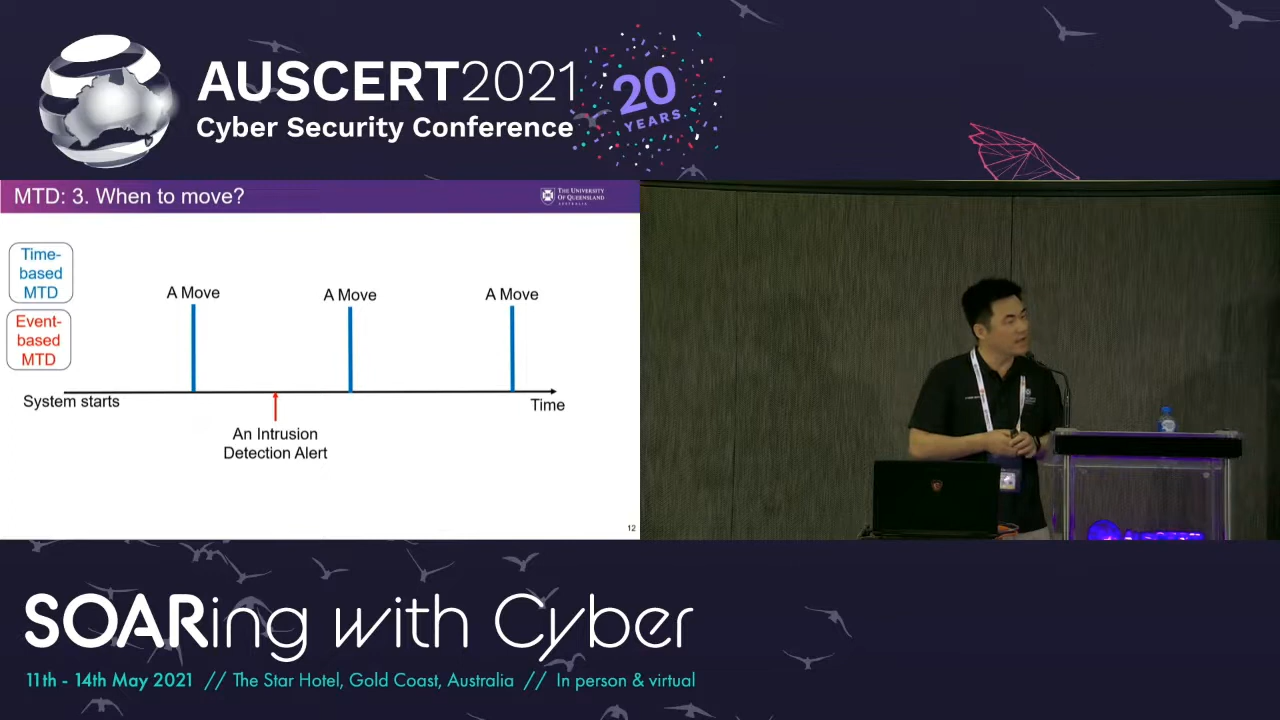 AUSCERT2021
Cyber Security Conference
20
YEARS
MTD: 3. When to move?
THE UNIVERSITY
OF QUEENSLAND
AUSTRALIA
Time-
based
MTD
Event-
based
MTD
A Move
A Move
A Move
System starts
Time
An Intrusion
Detection Alert
12
SOARing with Cyber
11th - 14th May 2021 // The Star Hotel, Gold Coast, Australia // In person & virtual